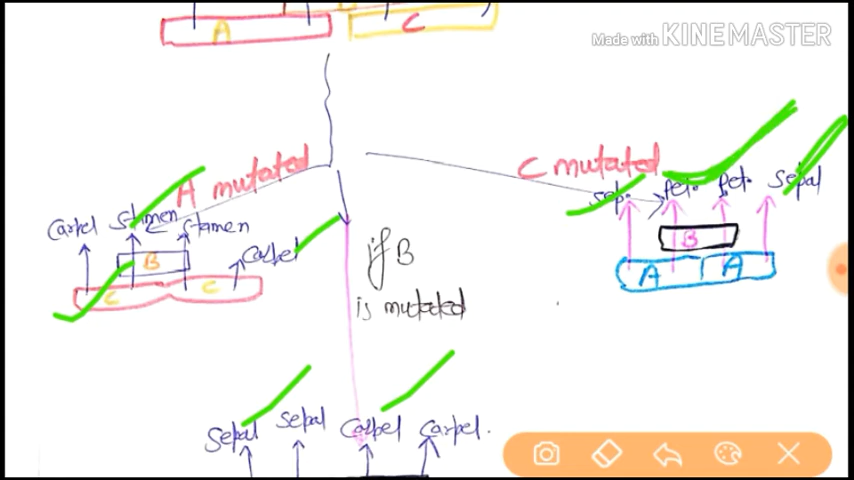 A C
Made with KINEMASTER
A mutated
C mutated
sep. pet. pet. Sepal
Carpel stamen stamen Carpel
B
B
C C
A A
if B
is mutated
Sepal Sepal Carpel Carpel.